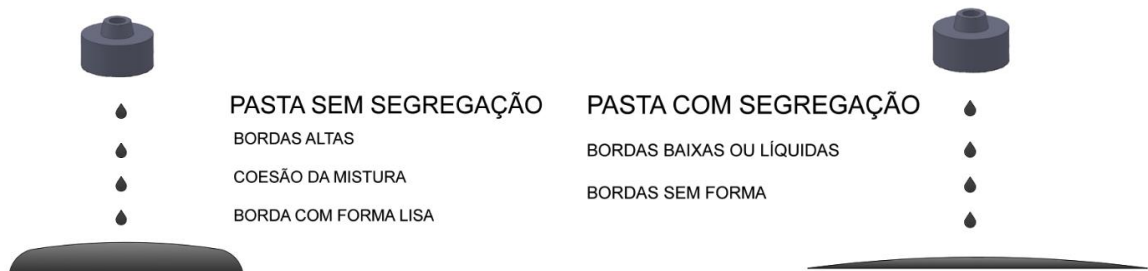 PASTA SEM SEGREGAÇÃO
BORDAS ALTAS
COESÃO DA MISTURA
BORDA COM FORMA LISA
PASTA COM SEGREGAÇÃO
BORDAS BAIXAS OU LÍQUIDAS
BORDAS SEM FORMA